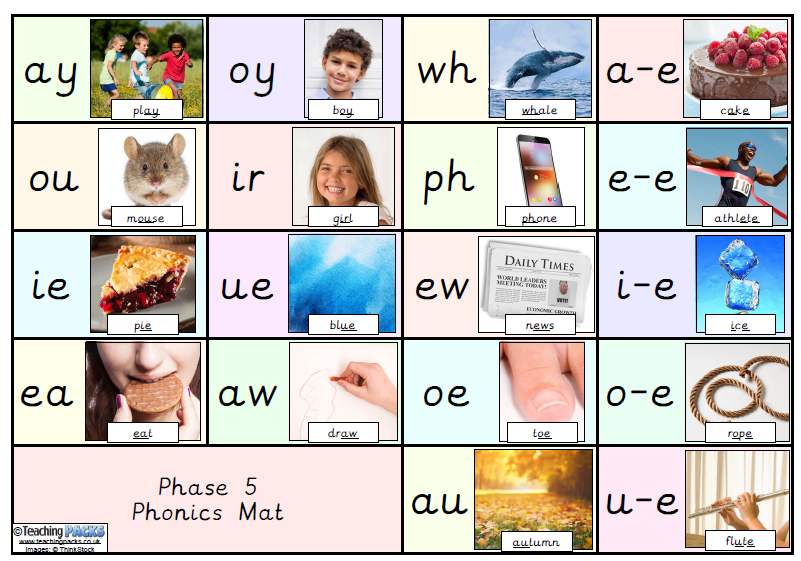 ay
play
oy
boy
wh
whale
a-e
cake
ou
mouse
ir
girl
ph
phone
e-e
110
athlete
ie
pie
ue
blue
ew
DAILY TIMES
WORLD LEADERS
MEETING TODAY!
VOTE!
ECONOMIC GROWTH
news
i-e
ice
ea
eat
aw
draw
oe
toe
o-e
rope
Phase 5
Phonics Mat
©Teaching PACKS
www.teachingpacks.co.uk
Images: © ThinkStock
au
autumn
u-e
flute